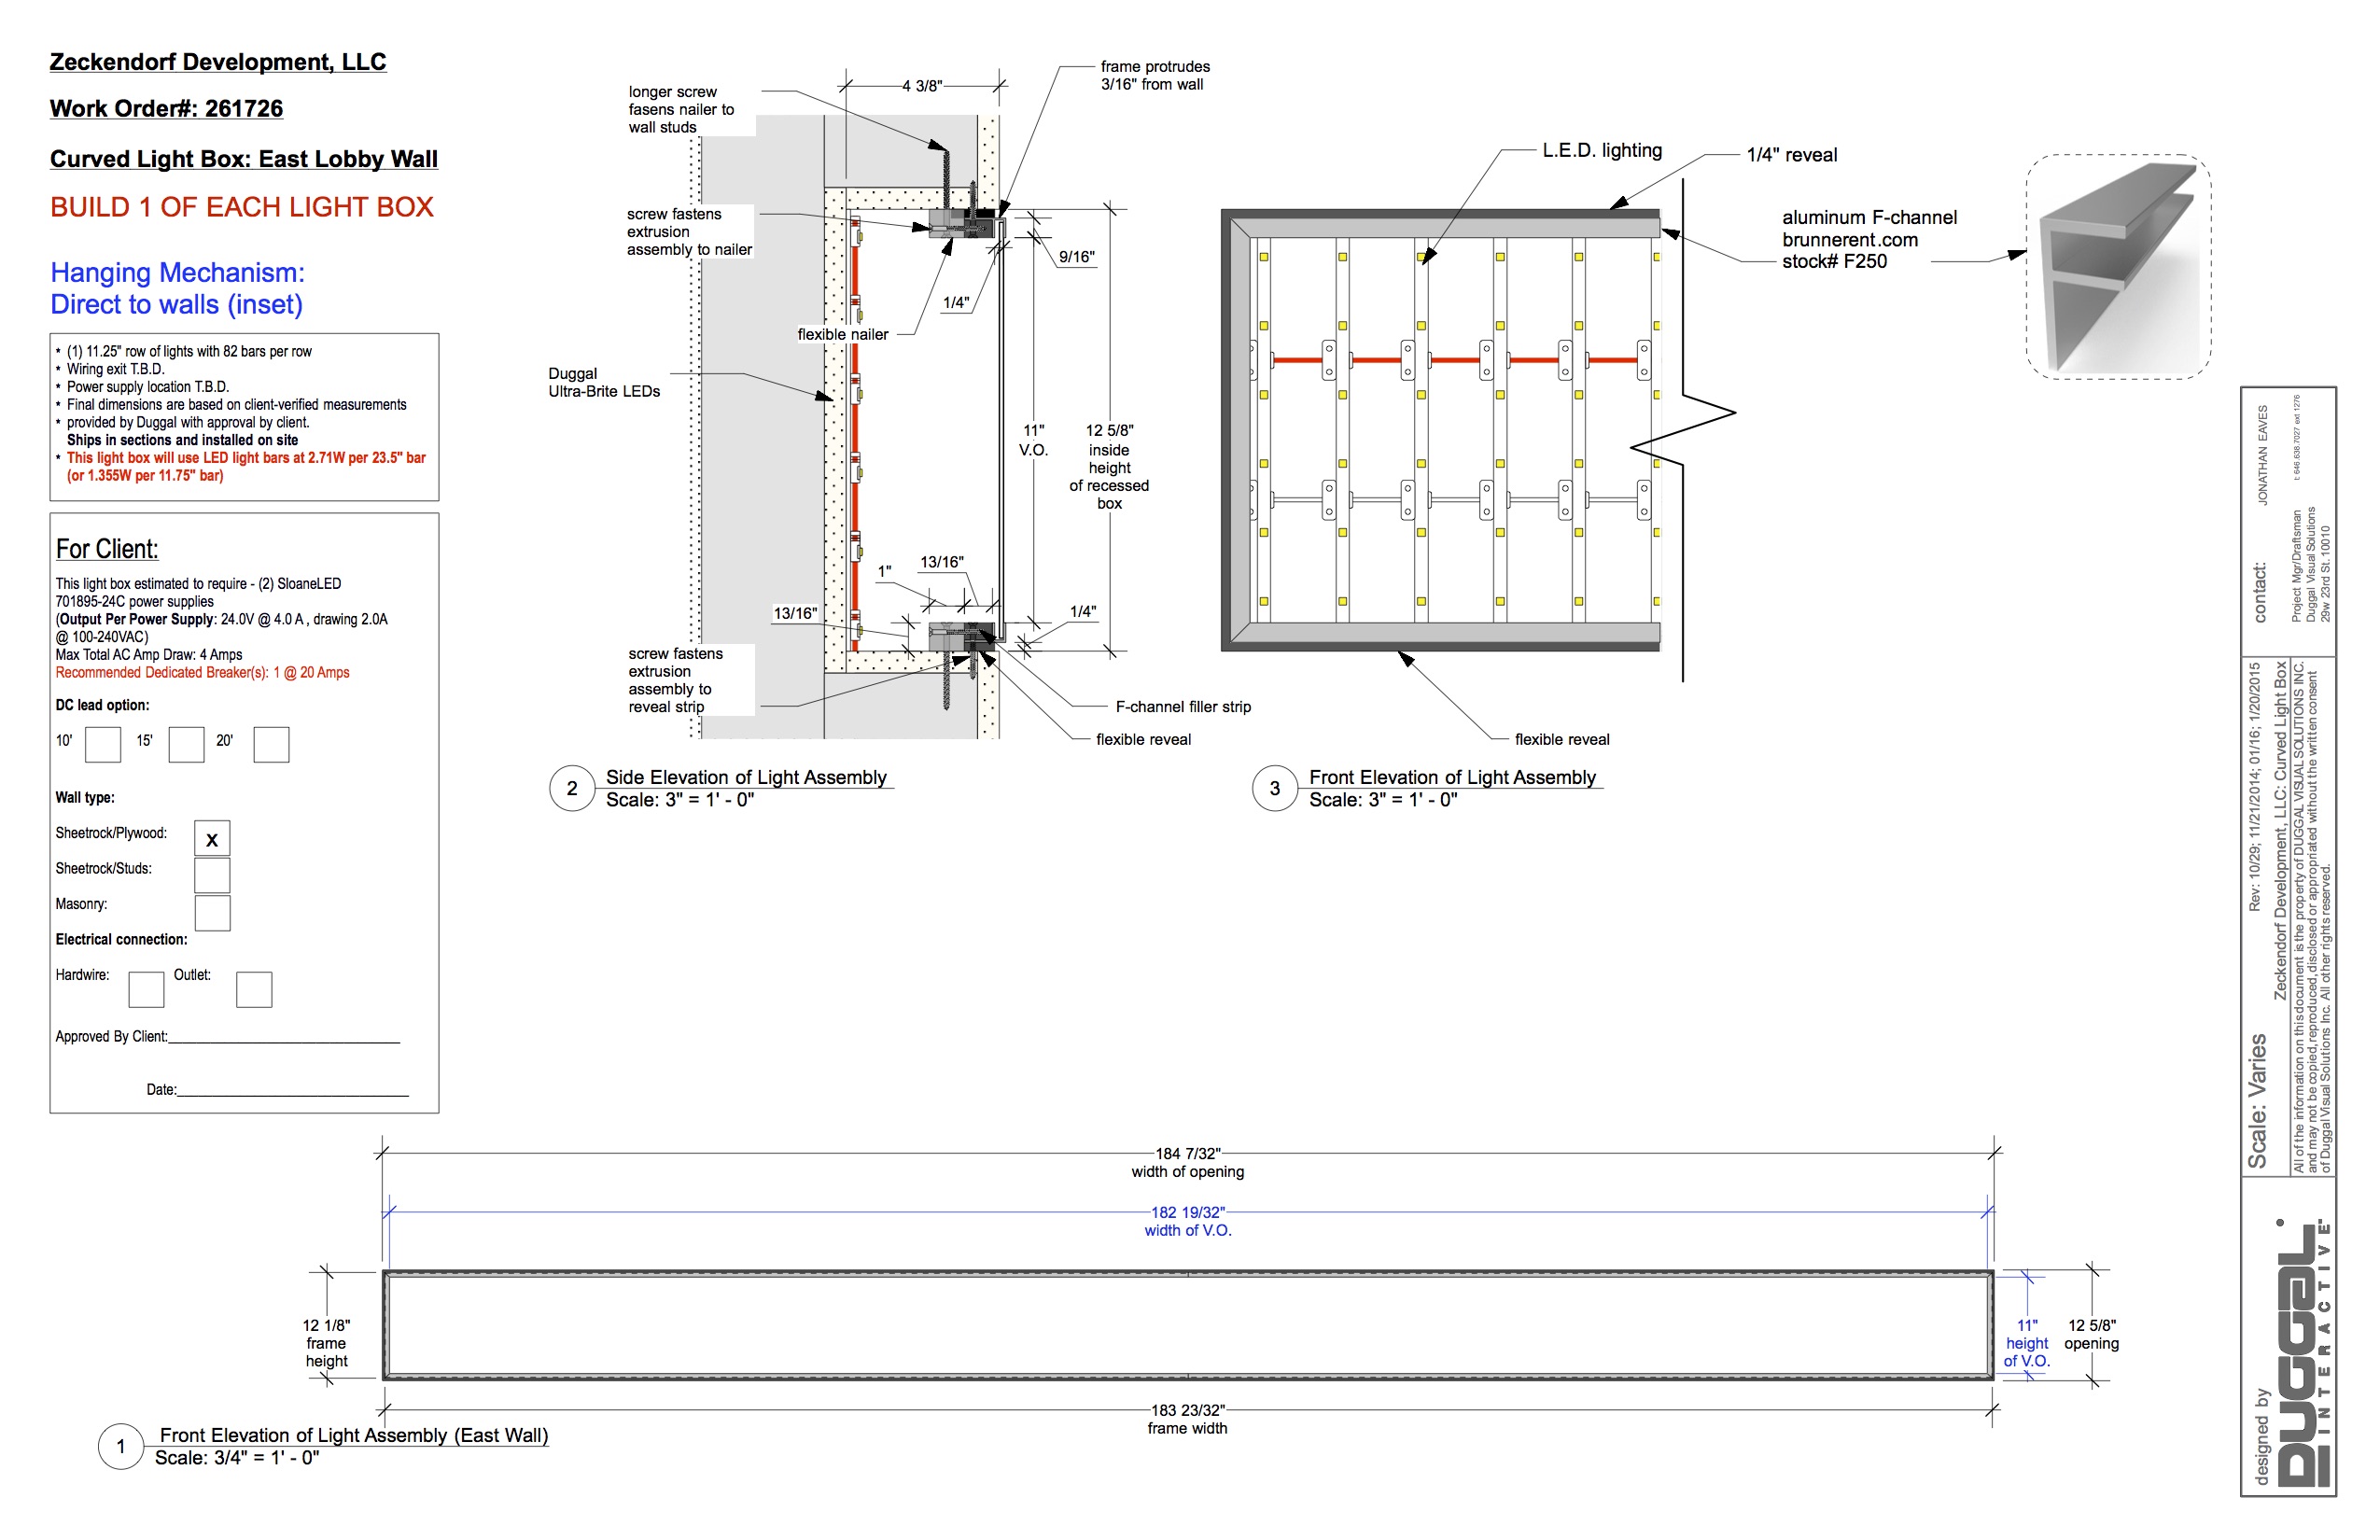 Zeckendorf Development, LLC
Work Order#: 261726
Curved Light Box: East Lobby Wall
BUILD 1 OF EACH LIGHT BOX
Hanging Mechanism:
Direct to walls (inset)
* (1) 11.25" row of lights with 82 bars per row
* Wiring exit T.B.D.
* Power supply location T.B.D.
* Final dimensions are based on client-verified measurements
* provided by Duggal with approval by client.
Ships in sections and installed on site
* This light box will use LED light bars at 2.71W per 23.5" bar
(or 1.355W per 11.75" bar)
For Client:
This light box estimated to require - (2) SloaneLED
701895-24C power supplies
(Output Per Power Supply: 24.0V @ 4.0 A , drawing 2.0A
@ 100-240VAC)
Max Total AC Amp Draw: 4 Amps
Recommended Dedicated Breaker(s): 1 @ 20 Amps
DC lead option:
10' 15' 20'
Wall type:
Sheetrock/Plywood: X
Sheetrock/Studs:
Masonry:
Electrical connection:
Hardwire: Outlet:
Approved By Client:
Date:
longer screw
fasens nailer to
wall studs
4 3/8"
frame protrudes
3/16" from wall
screw fastens
extrusion
assembly to nailer
9/16"
1/4"
flexible nailer
Duggal
Ultra-Brite LEDs
11"
V.O.
12 5/8"
inside
height
of recessed
box
13/16"
1"
13/16"
1/4"
screw fastens
extrusion
assembly to
reveal strip
F-channel filler strip
flexible reveal
2
Side Elevation of Light Assembly
Scale: 3" = 1' - 0"
L.E.D. lighting
1/4" reveal
aluminum F-channel
brunnerent.com
stock# F250
flexible reveal
3
Front Elevation of Light Assembly
Scale: 3" = 1' - 0"
184 7/32"
width of opening
182 19/32"
width of V.O.
12 1/8"
frame
height
11"
height
of V.O.
12 5/8"
opening
183 23/32"
frame width
1
Front Elevation of Light Assembly (East Wall)
Scale: 3/4" = 1' - 0"
contact:
JONATHAN EAVES
t: 646.638.7027 ext 1276
Project Mgr/Draftsman
Duggal Visual Solutions
29w 23rd St. 10010
Scale: Varies
Rev: 10/29; 11/21/2014; 01/16; 1/20/2015
Zeckendorf Development, LLC: Curved Light Box
All of the information on this document is the property of DUGGAL VISUAL SOLUTIONS INC.
and may not be copied, reproduced, disclosed or appropriated without the written consent
of Duggal Visual Solutions Inc. All other rights reserved.
designed by
DUGGAL
INTERACTIVE